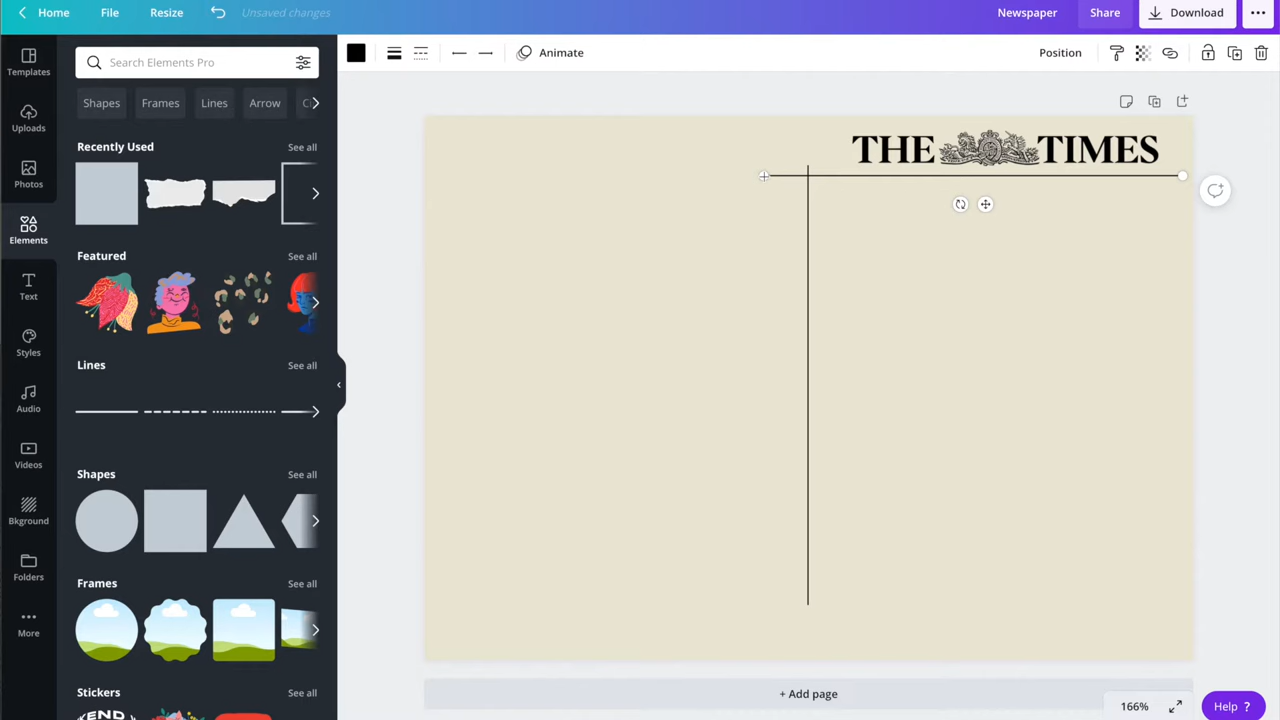 Home File Resize Unsaved changes Newspaper Share Download
Templates
Uploads
Photos
Elements
Text
Styles
Audio
Videos
Bkground
Folders
More
Search Elements Pro
Shapes Frames Lines Arrow
Recently Used See all
Featured See all
Lines See all
Shapes See all
Frames See all
Stickers See all
END
Animate Position
THE TIMES
+ Add page
166%
Help ?